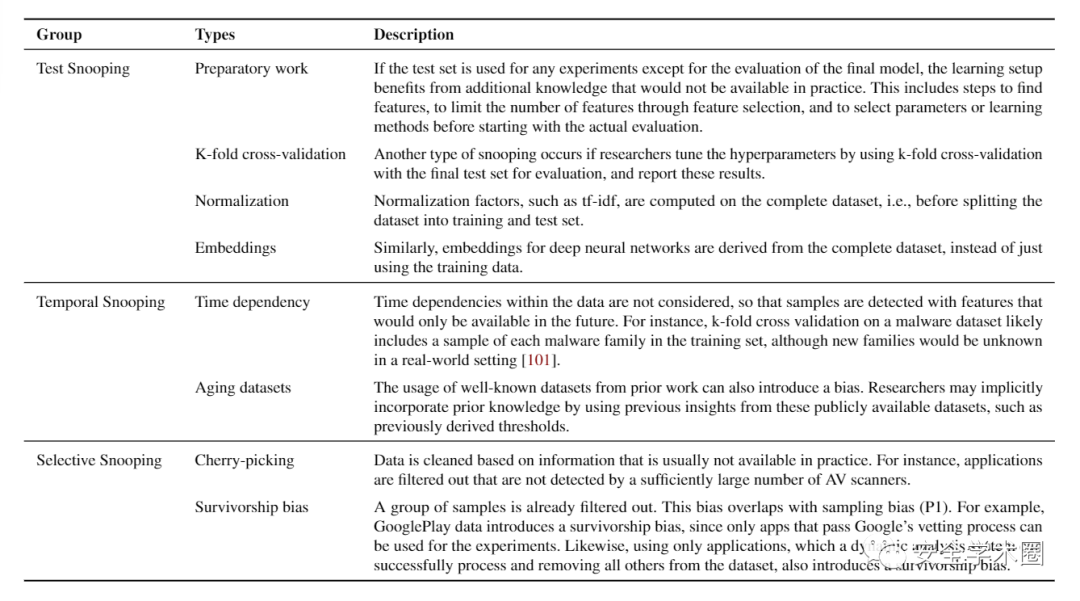 Group Types Description
Test Snooping Preparatory work If the test set is used for any experiments except for the evaluation of the final model, the learning setup
benefits from additional knowledge that would not be available in practice. This includes steps to find
features, to limit the number of features through feature selection, and to select parameters or learning
methods before starting with the actual evaluation.
K-fold cross-validation Another type of snooping occurs if researchers tune the hyperparameters by using k-fold cross-validation
with the final test set for evaluation, and report these results.
Normalization Normalization factors, such as tf-idf, are computed on the complete dataset, i.e., before splitting the
dataset into training and test set.
Embeddings Similarly, embeddings for deep neural networks are derived from the complete dataset, instead of just
using the training data.
Temporal Snooping Time dependency Time dependencies within the data are not considered, so that samples are detected with features that
would only be available in the future. For instance, k-fold cross validation on a malware dataset likely
includes a sample of each malware family in the training set, although new families would be unknown
in a real-world setting [101].
Aging datasets The usage of well-known datasets from prior work can also introduce a bias. Researchers may implicitly
incorporate prior knowledge by using previous insights from these publicly available datasets, such as
previously derived thresholds.
Selective Snooping Cherry-picking Data is cleaned based on information that is usually not available in practice. For instance, applications
are filtered out that are not detected by a sufficiently large number of AV scanners.
Survivorship bias A group of samples is already filtered out. This bias overlaps with sampling bias (P1). For example,
GooglePlay data introduces a survivorship bias, since only apps that pass Google's vetting process can
be used for the experiments. Likewise, using only applications, which a analysis
successfully process and removing all others from the dataset, also introduces a survivorship bias.
安全学术圈